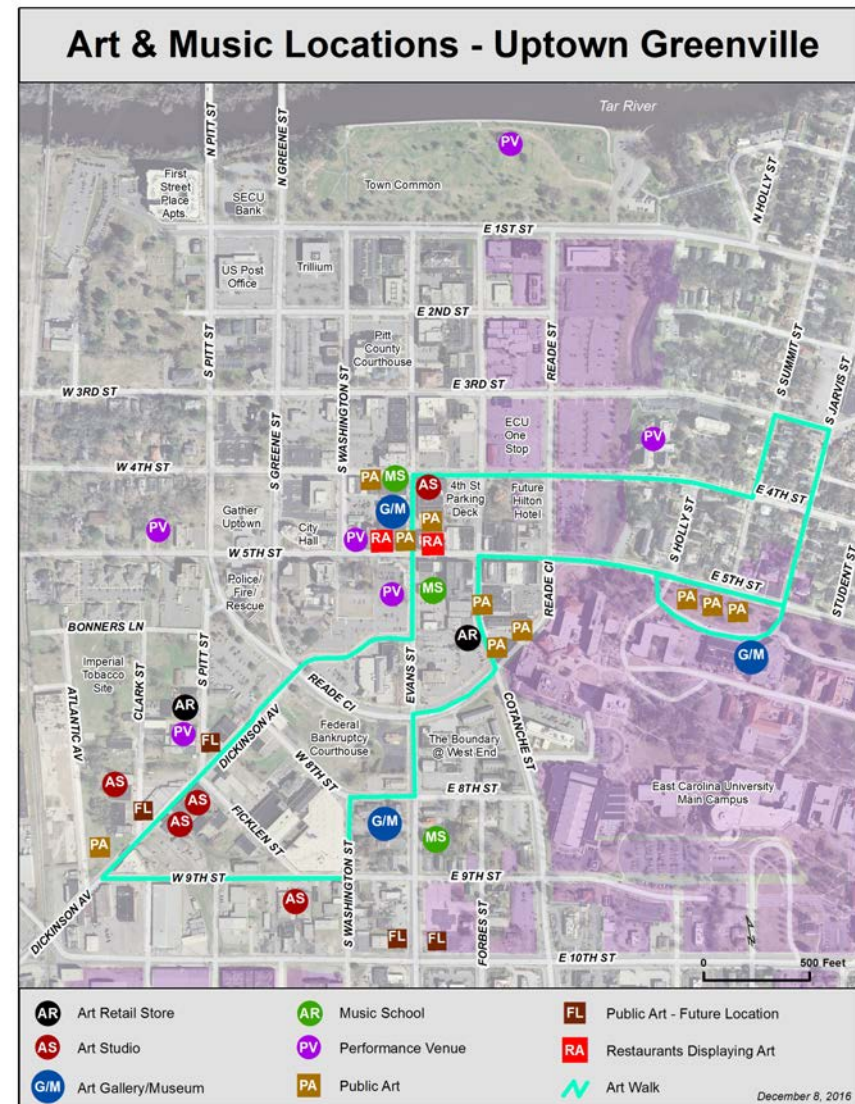 Art & Music Locations - Uptown Greenville
Tar River
N PITT ST
N GREENE ST
PV
N HOLLY ST
First
Street
Place
Apts.
SECU
Bank
Town Common
E 1ST ST
US Post
Office
Trillium
E 2ND ST
S PITT ST
Pitt
County
Courthouse
READE ST
S SUMMIT ST
S JARVIS ST
W 3RD ST
S GREENE ST
S WASHINGTON ST
E 3RD ST
ECU
One
Stop
PV
W 4TH ST
PA
MS
AS
4th St
Parking
Deck
Future
Hilton
Hotel
E 4TH ST
S HOLLY ST
Gather
Uptown
G/M
PA
PV
City
Hall
PV
RA
PA
RA
W 5TH ST
E 5TH ST
STUDENT ST
Police/
Fire/
Rescue
PV
MS
READE CI
PA
PA
PA
PA
BONNERS LN
AR
PA
PA
G/M
Imperial
Tobacco
Site
CLARK ST
S PITT ST
EVANS ST
ATLANTIC AV
AR
READE CI
COTANCHE ST
PV
FL
DICKINSON AV
Federal
Bankruptcy
Courthouse
The Boundary
@ West End
W 8TH ST
AS
E 8TH ST
East Carolina University
Main Campus
FL
AS
AS
FICKLEN ST
G/M
MS
PA
W 9TH ST
E 9TH ST
DICKINSON AV
AS
S WASHINGTON ST
FORBES ST
N
FL
FL
E 10TH ST
0
500 Feet
AR Art Retail Store
AR Music School
FL Public Art - Future Location
AS Art Studio
PV Performance Venue
RA Restaurants Displaying Art
G/M Art Gallery/Museum
PA Public Art
Art Walk
December 8, 2016